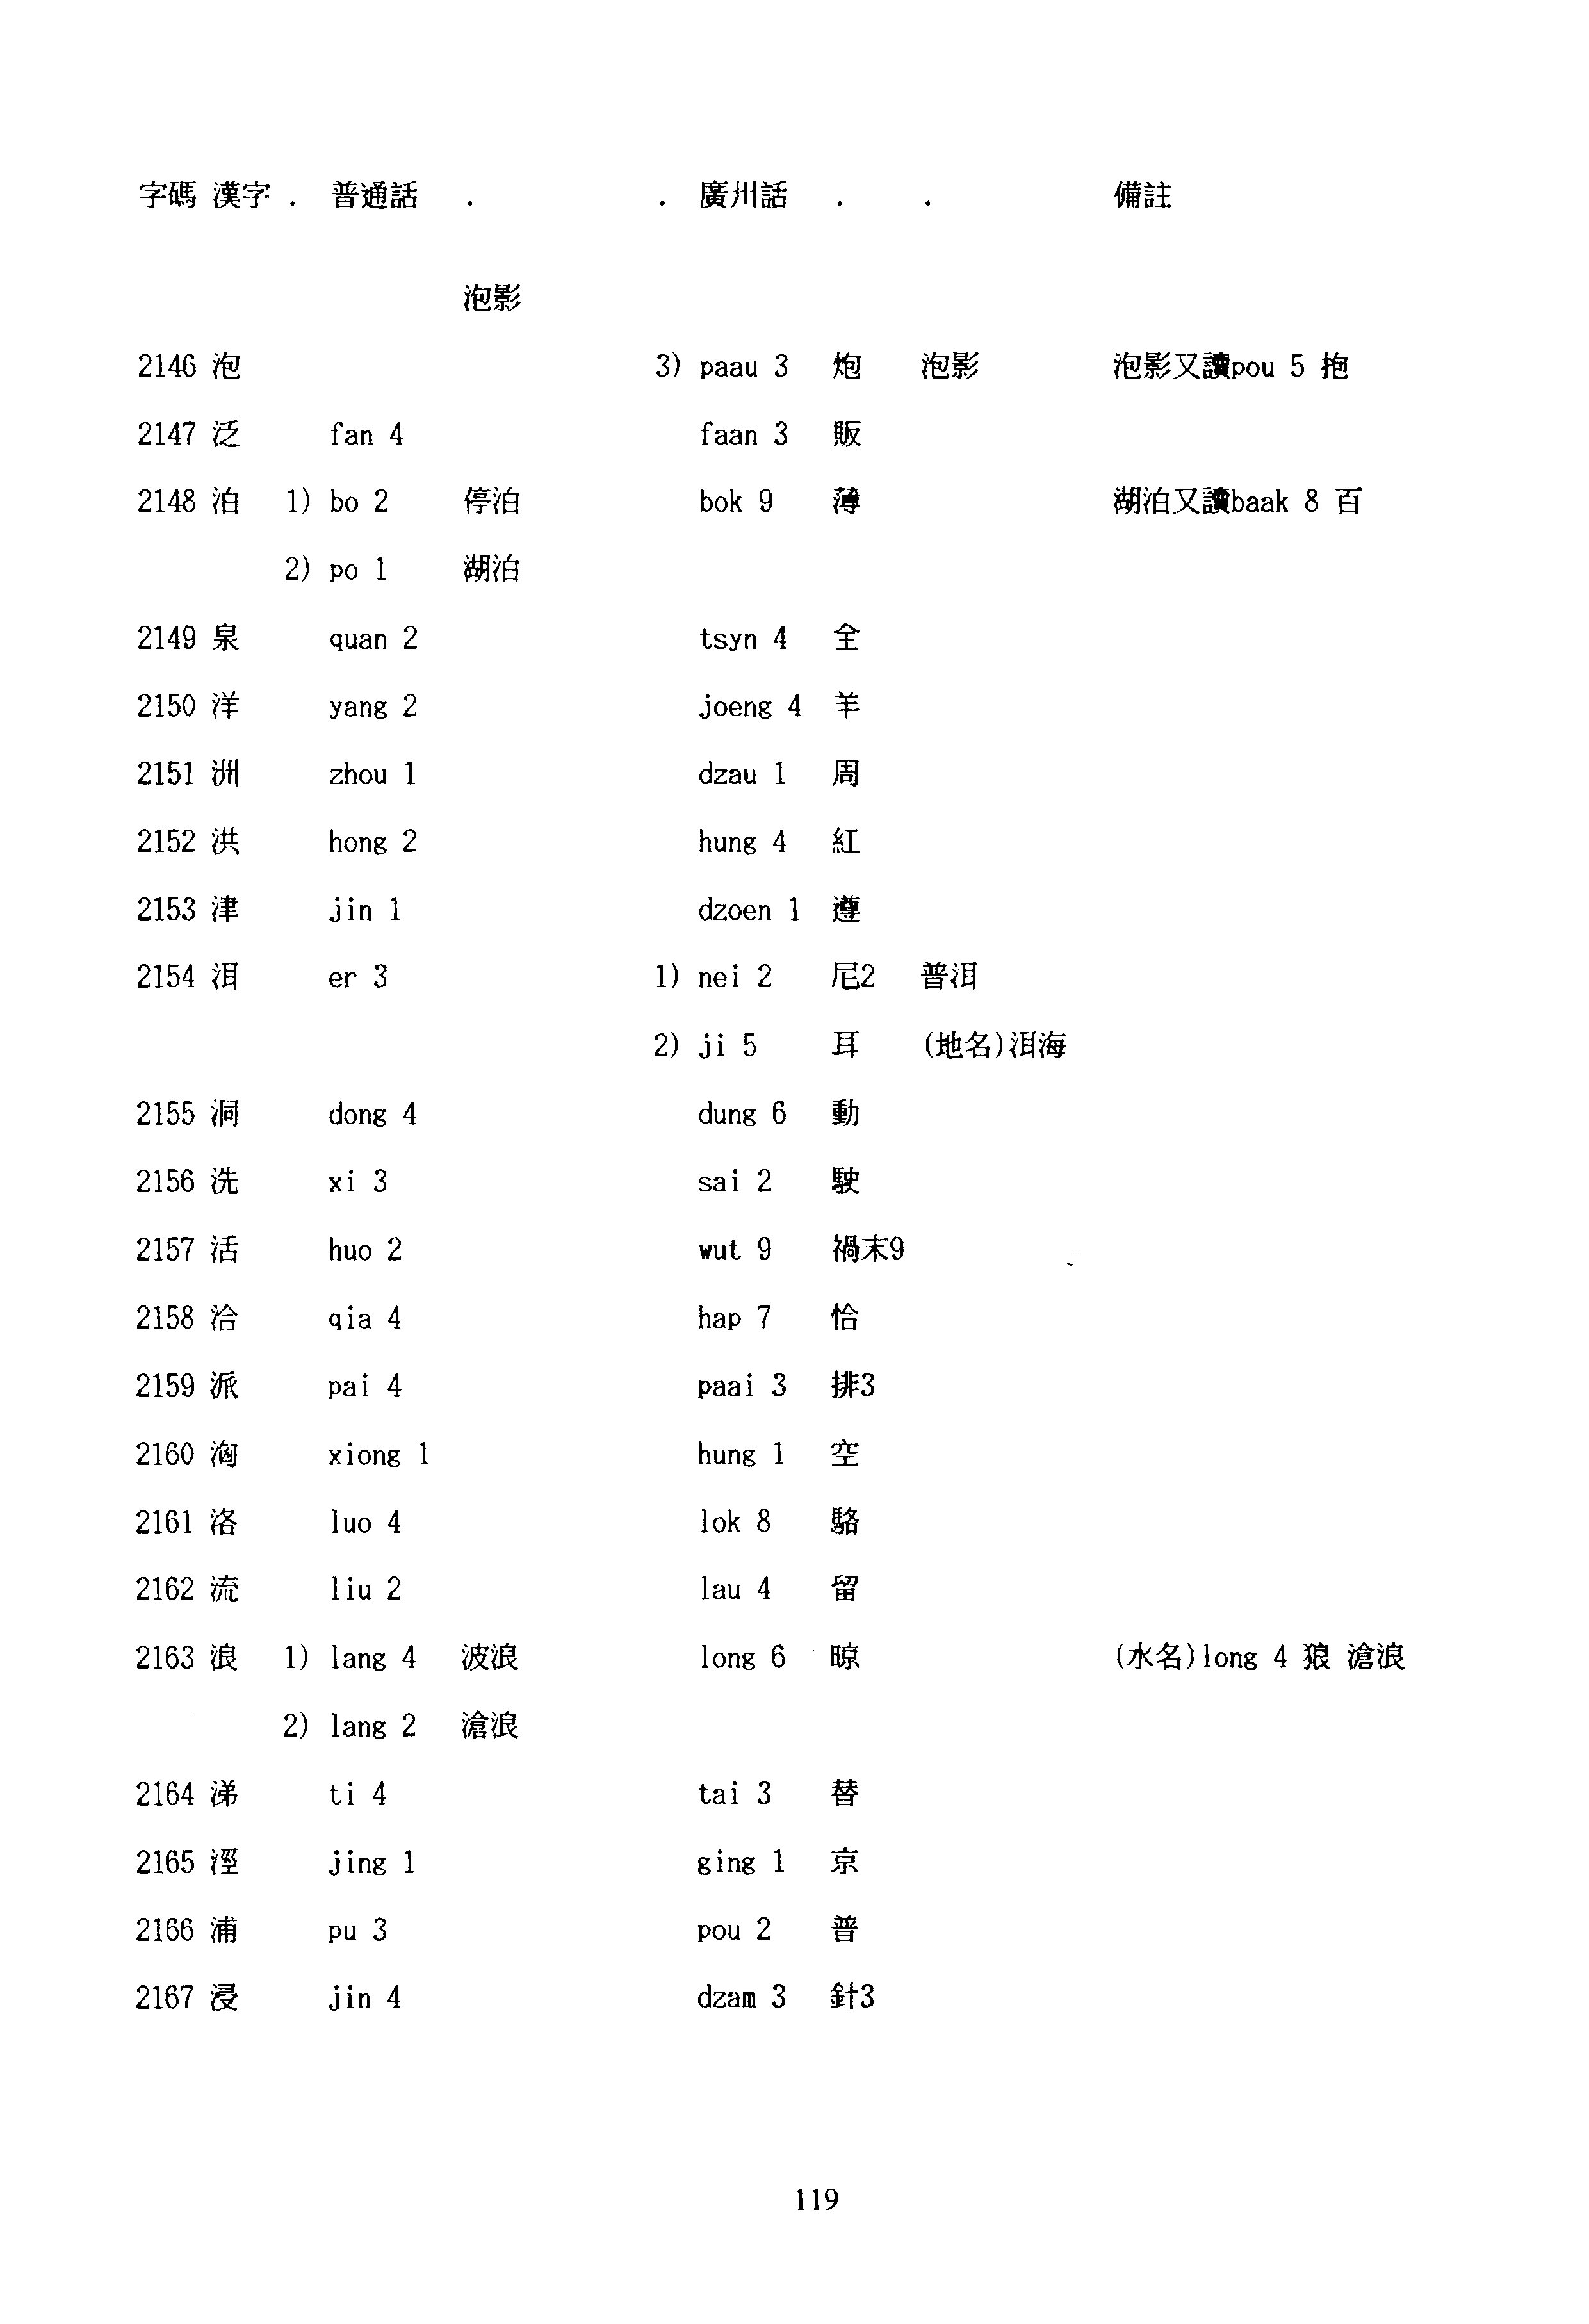 字碼 漢字 . 普通話 . . 廣州話 . . 備註
泡影
2146 泡 3) paau 3 炮 泡影 泡影又讀pou 5 抱
2147 泛 fan 4 faan 3 販
2148 泊 1) bo 2 停泊 bok 9 薄 湖泊又讀baak 8 百
2) po 1 湖泊
2149 泉 quan 2 tsyn 4 全
2150 洋 yang 2 joeng 4 羊
2151 洲 zhou 1 dzau 1 周
2152 洪 hong 2 hung 4 紅
2153 津 jin 1 dzoen 1 遵
2154 洱 er 3 1) nei 2 尼2 普洱
2) ji 5 耳 (地名)洱海
2155 洞 dong 4 dung 6 動
2156 洗 xi 3 sai 2 駛
2157 活 huo 2 wut 9 禍末9
2158 洽 qia 4 hap 7 恰
2159 派 pai 4 paai 3 排3
2160 洶 xiong 1 hung 1 空
2161 洛 luo 4 lok 8 駱
2162 流 liu 2 lau 4 留
2163 浪 1) lang 4 波浪 long 6 晾 (水名)long 4 狼 滄浪
2) lang 2 滄浪
2164 涕 ti 4 tai 3 替
2165 涇 jing 1 ging 1 京
2166 浦 pu 3 pou 2 普
2167 浸 jin 4 dzam 3 針3
119